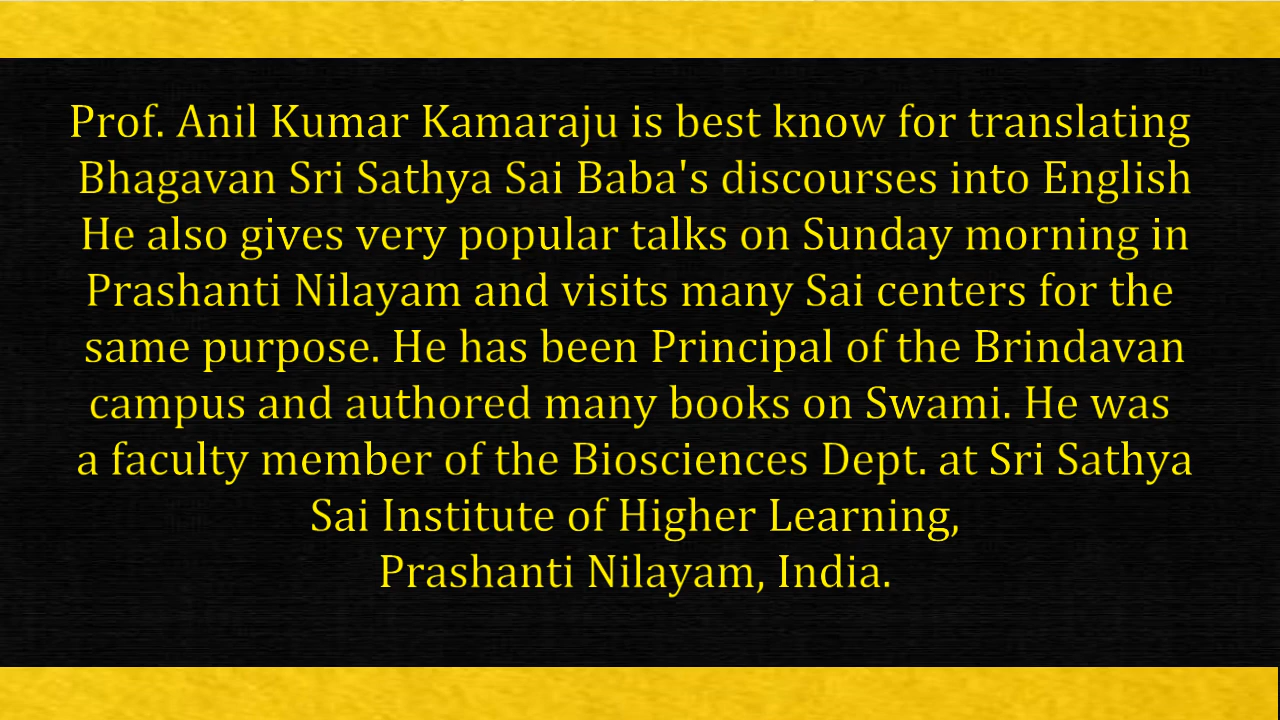 Prof. Anil Kumar Kamaraju is best know for translating
Bhagavan Sri Sathya Sai Baba's discourses into English
He also gives very popular talks on Sunday morning in
Prashanti Nilayam and visits many Sai centers for the
same purpose. He has been Principal of the Brindavan
campus and authored many books on Swami. He was
a faculty member of the Biosciences Dept. at Sri Sathya
Sai Institute of Higher Learning,
Prashanti Nilayam, India.